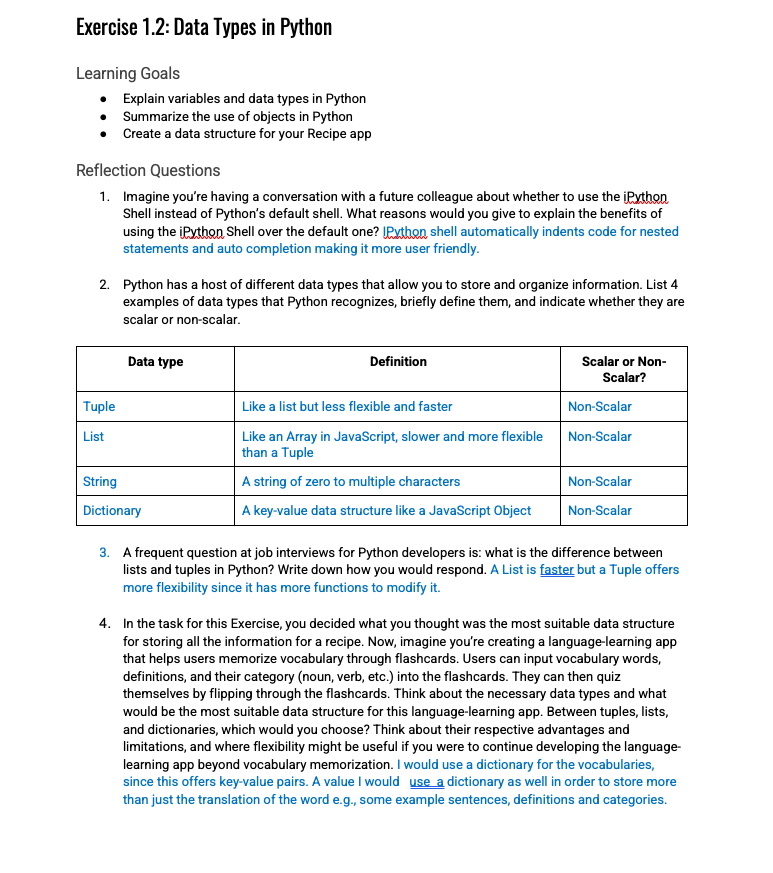 Exercise 1.2: Data Types in Python
Learning Goals
● Explain variables and data types in Python
● Summarize the use of objects in Python
● Create a data structure for your Recipe app
Reflection Questions
1. Imagine you're having a conversation with a future colleague about whether to use the iPython
Shell instead of Python's default shell. What reasons would you give to explain the benefits of
using the iPython Shell over the default one? IPython shell automatically indents code for nested
statements and auto completion making it more user friendly.
2. Python has a host of different data types that allow you to store and organize information. List 4
examples of data types that Python recognizes, briefly define them, and indicate whether they are
scalar or non-scalar.
Data type Definition Scalar or Non-
Scalar?
Tuple Like a list but less flexible and faster Non-Scalar
List Like an Array in JavaScript, slower and more flexible Non-Scalar
than a Tuple
String A string of zero to multiple characters Non-Scalar
Dictionary A key-value data structure like a JavaScript Object Non-Scalar
3. A frequent question at job interviews for Python developers is: what is the difference between
lists and tuples in Python? Write down how you would respond. A List is faster but a Tuple offers
more flexibility since it has more functions to modify it.
4. In the task for this Exercise, you decided what you thought was the most suitable data structure
for storing all the information for a recipe. Now, imagine you're creating a language-learning app
that helps users memorize vocabulary through flashcards. Users can input vocabulary words,
definitions, and their category (noun, verb, etc.) into the flashcards. They can then quiz
themselves by flipping through the flashcards. Think about the necessary data types and what
would be the most suitable data structure for this language-learning app. Between tuples, lists,
and dictionaries, which would you choose? Think about their respective advantages and
limitations, and where flexibility might be useful if you were to continue developing the language-
learning app beyond vocabulary memorization. I would use a dictionary for the vocabularies,
since this offers key-value pairs. A value I would use a dictionary as well in order to store more
than just the translation of the word e.g., some example sentences, definitions and categories.